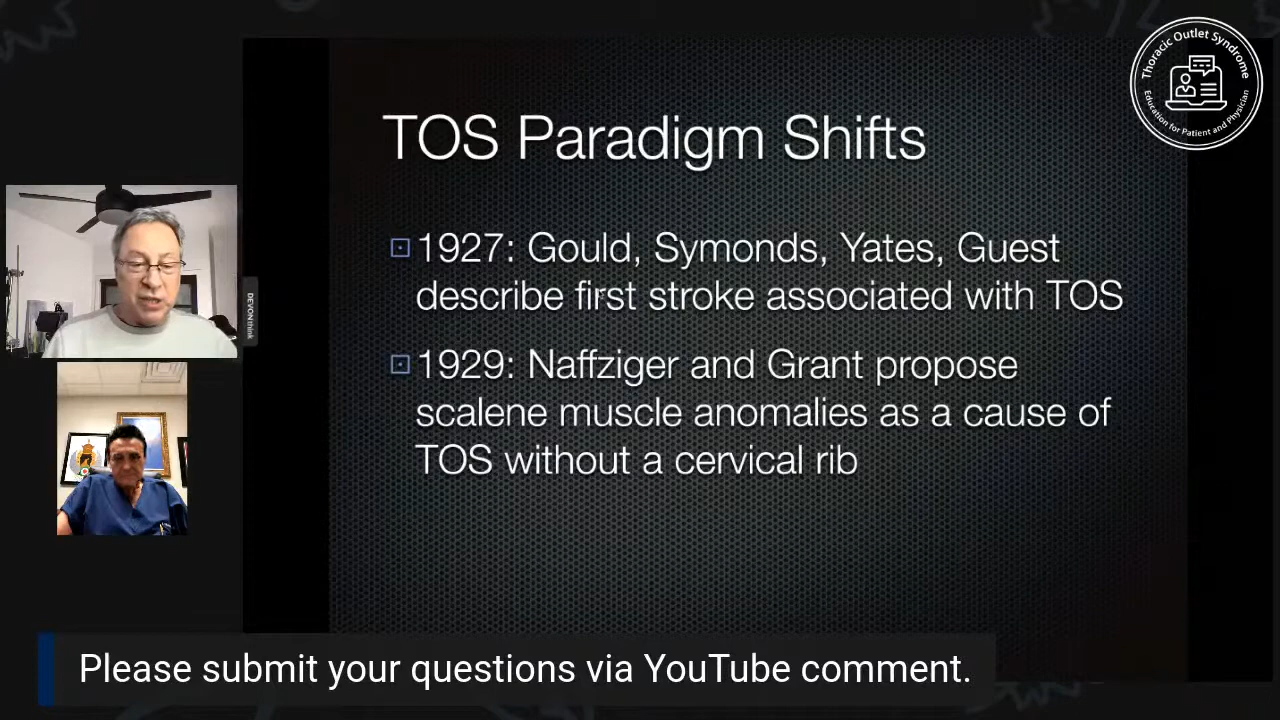 Thoracic Outlet Syndrome
Education for Patient and Physician
TOS Paradigm Shifts
1927: Gould, Symonds, Yates, Guest
describe first stroke associated with TOS
1929: Naffziger and Grant propose
scalene muscle anomalies as a cause of
TOS without a cervical rib
DEVONthink
Please submit your questions via YouTube comment.